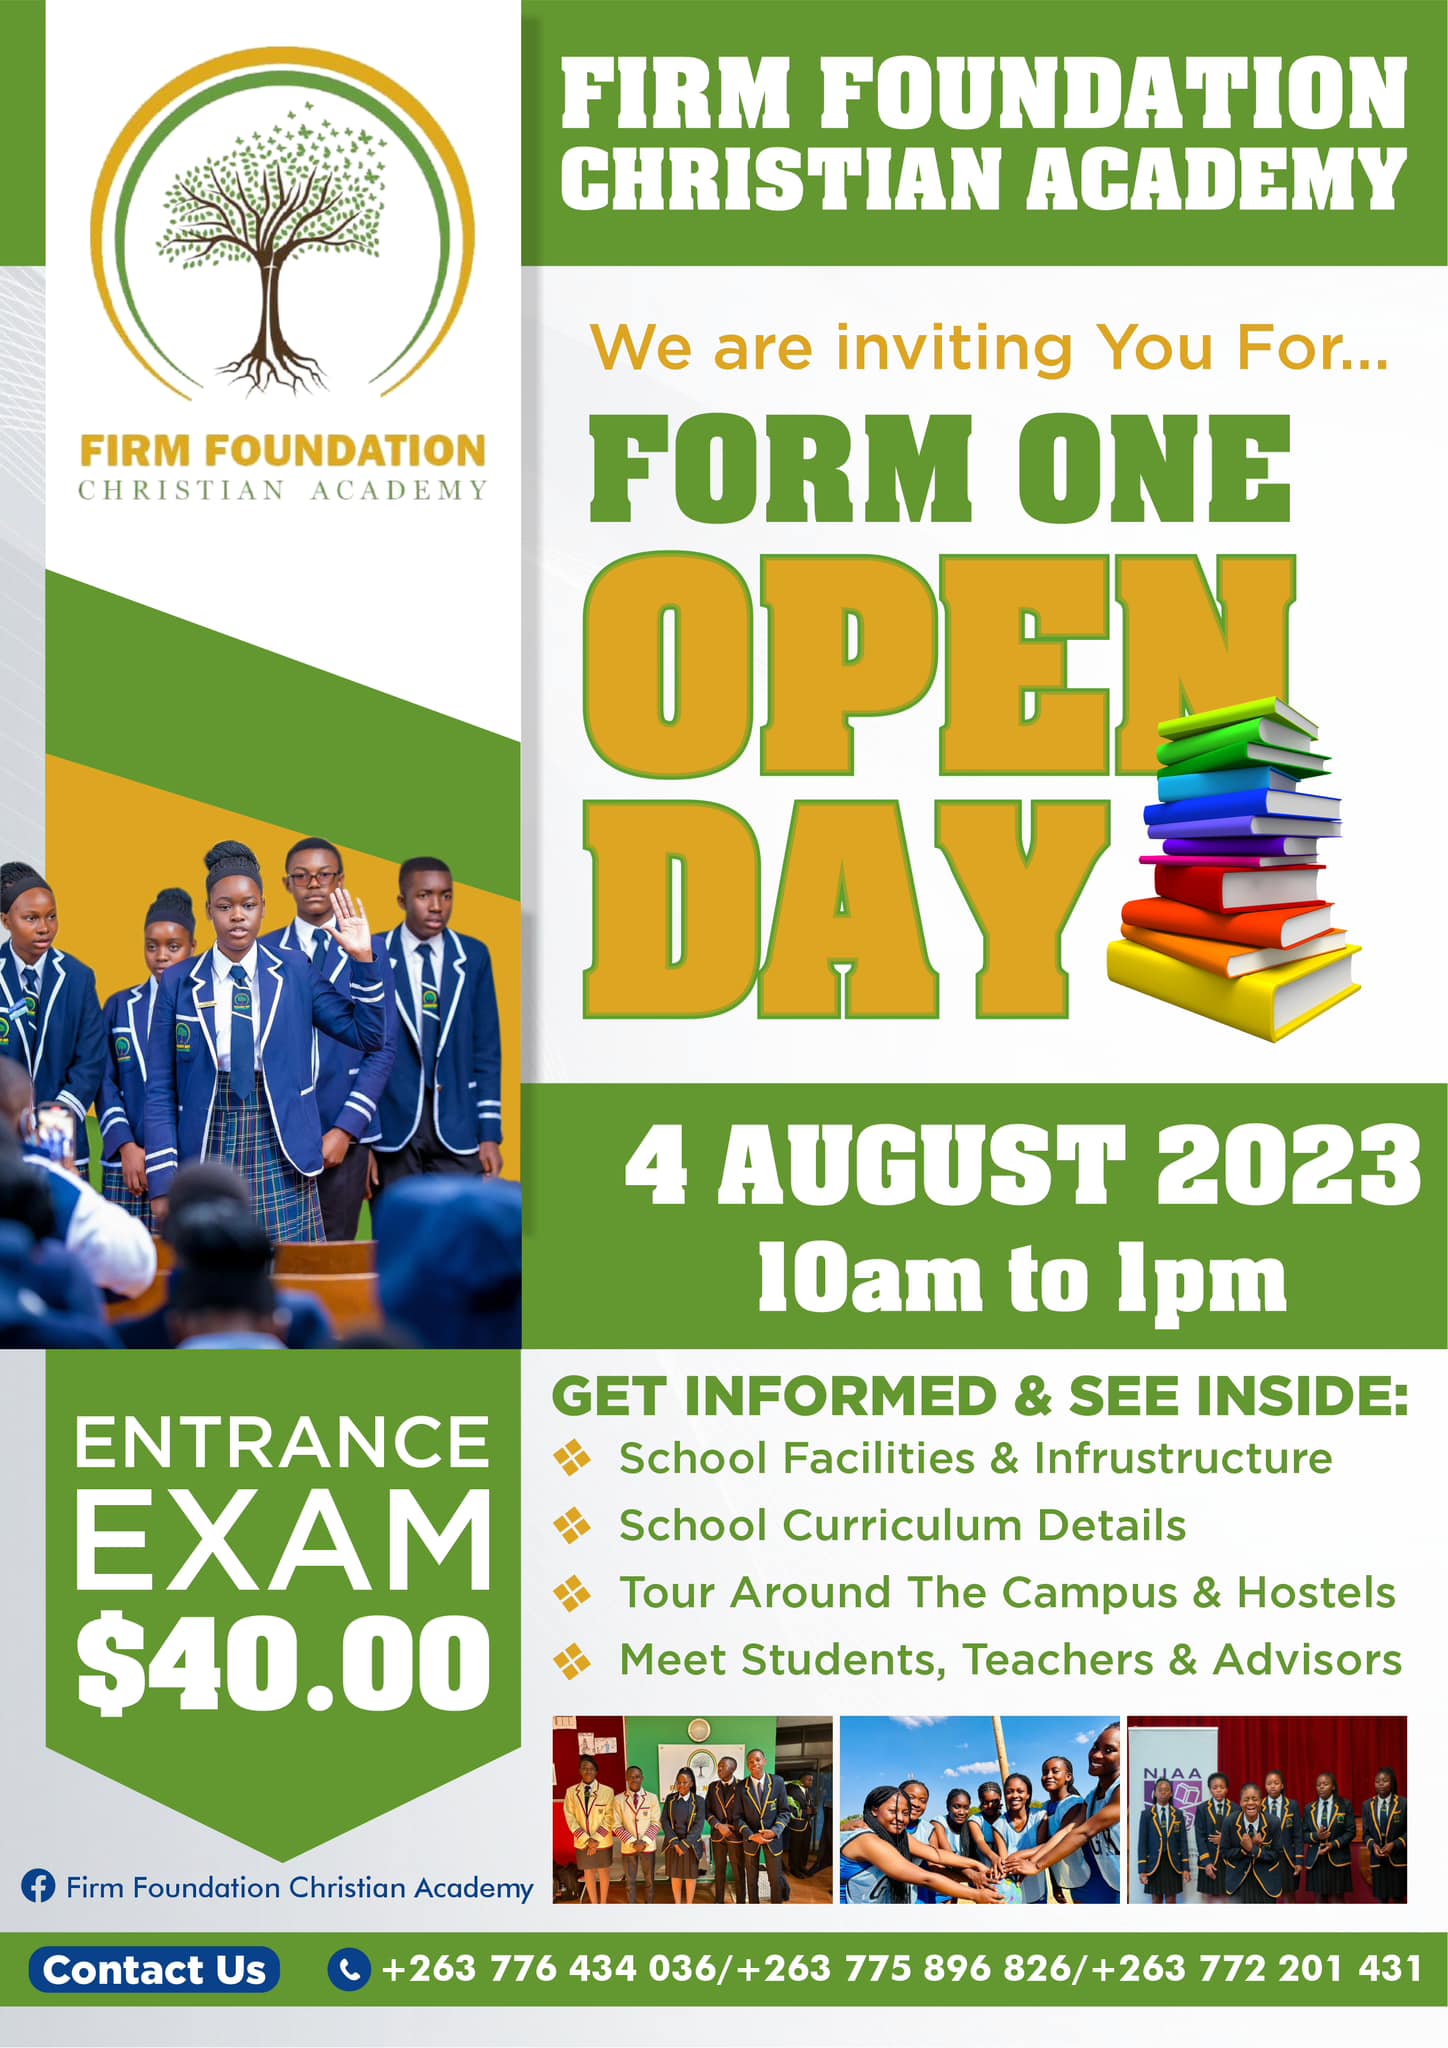 FIRM FOUNDATION
CHRISTIAN ACADEMY
FIRM FOUNDATION
CHRISTIAN ACADEMY
We are inviting You For...
FORM ONE
OPEN
DAY
4 AUGUST 2023
10am to 1pm
ENTRANCE
EXAM
$40.00
GET INFORMED & SEE INSIDE:
School Facilities & Infrustructure
School Curriculum Details
Tour Around The Campus & Hostels
Meet Students, Teachers & Advisors
NJAA
Firm Foundation Christian Academy
Contact Us
+263 776 434 036/+263 775 896 826/+263 772 201 431